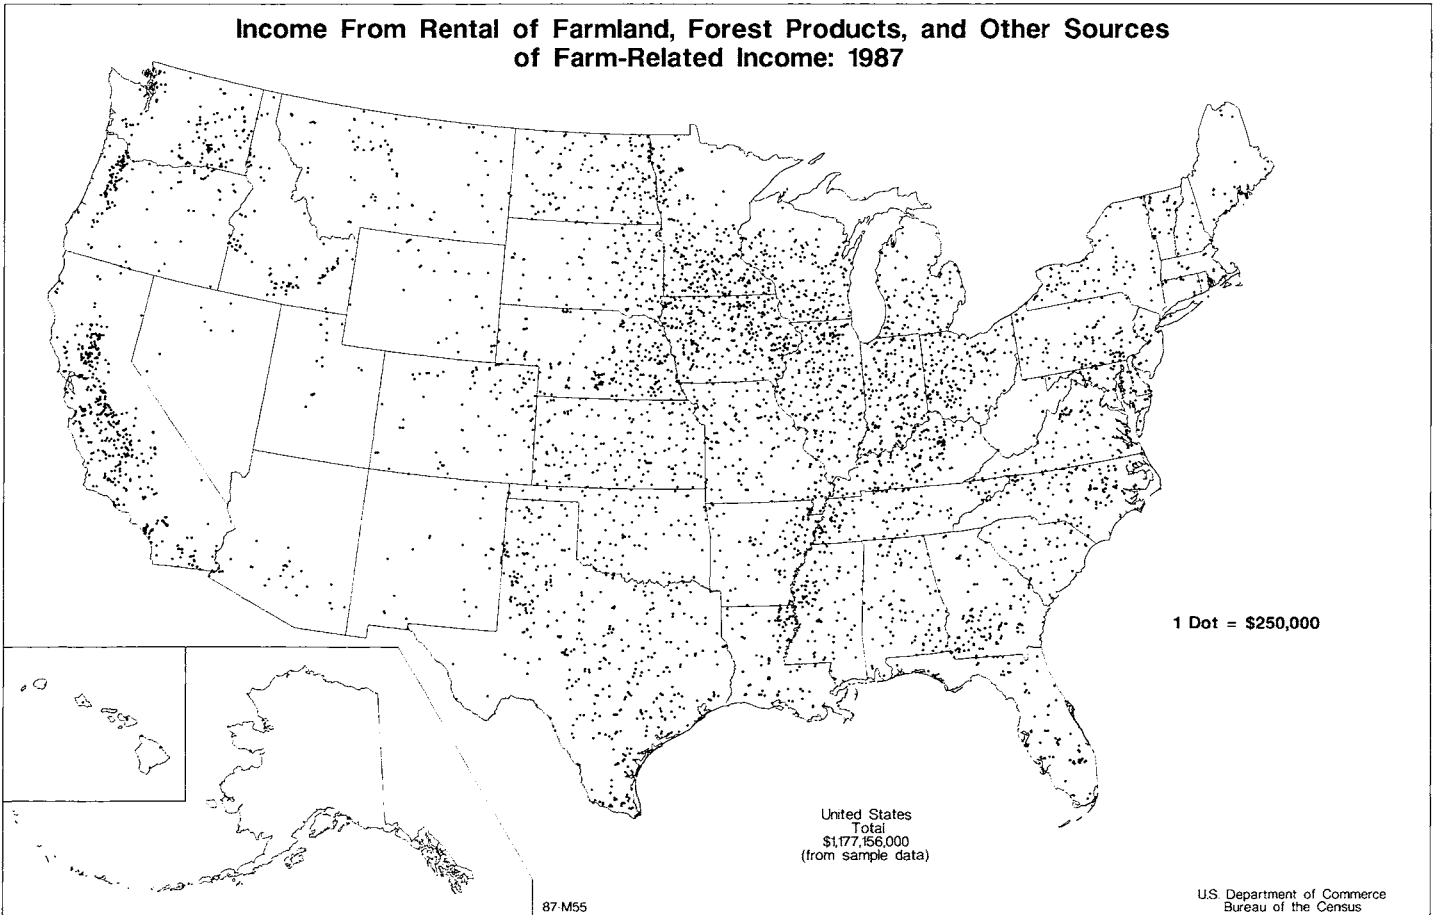 Income From Rental of Farmland, Forest Products, and Other Sources
of Farm-Related Income: 1987
1 Dot = $250,000
United States
Total
$1,177,156,000
(from sample data)
87-M55
U.S. Department of Commerce
Bureau of the Census